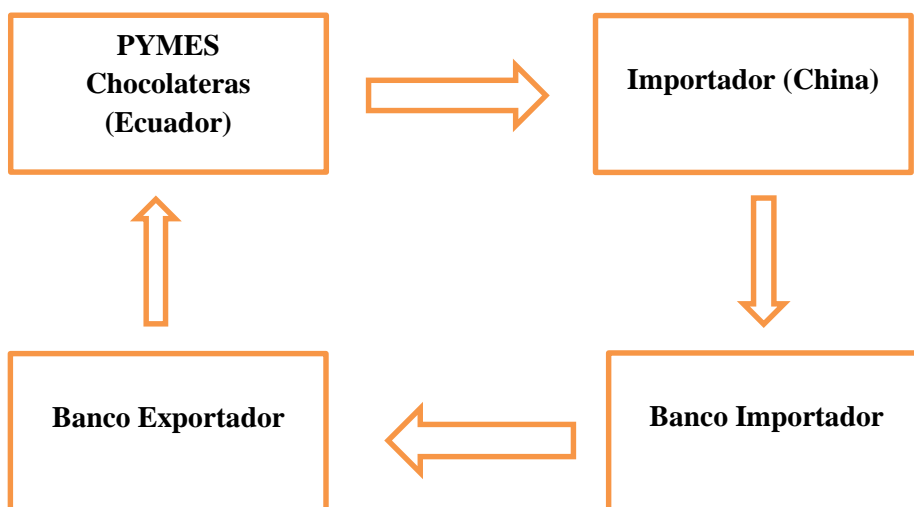 PYMES
Chocolateras
(Ecuador)
Importador (China)
Banco Exportador
Banco Importador